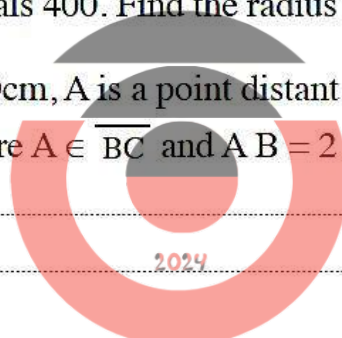 als 400. Find the radius
cm, A is a point distant
re A ∈ BC and A B = 2
2024